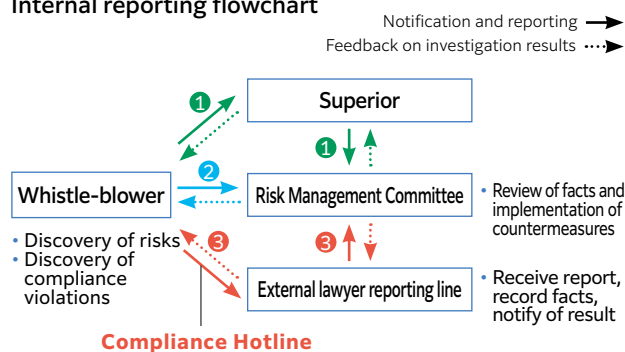 Internal reporting flowchart
Notification and reporting
Feedback on investigation results
1
Superior
1
2
Whistle-blower
Risk Management Committee
• Review of facts and
implementation of
countermeasures
• Discovery of risks
• Discovery of
compliance
violations
3
3
External lawyer reporting line
• Receive report,
record facts,
notify of result
Compliance Hotline